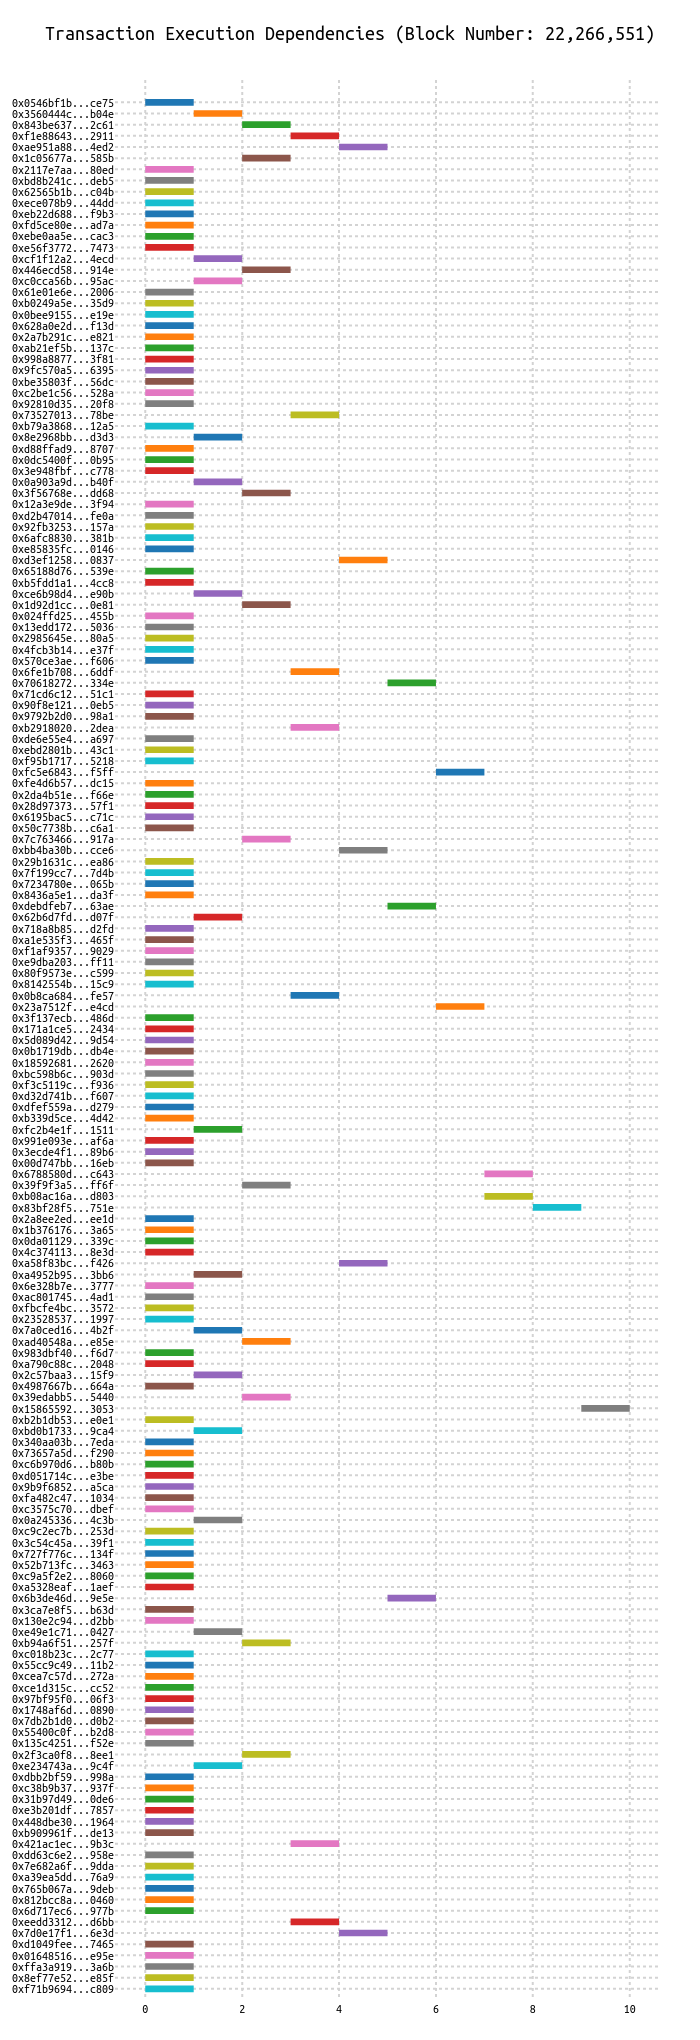 Transaction Execution Dependencies (Block Number: 22,266,551)
0x0546bf1b...ce75
0x3560444c...b04e
0x843be637...2c61
0xf1e88643...2911
0xae951a88...4ed2
0x1c05677a...585b
0x2117e7aa...80ed
0xbd8b241c...deb5
0x62565b1b...c04b
0xece078b9...44dd
0xeb22d688...f9b3
0xfd5ce80e...ad7a
0xebe0aa5e...cac3
0xe56f3772...7473
0xcf1f12a2...4ecd
0x446ecd58...914e
0xc0cca56b...95ac
0x61e01e6e...2006
0xb0249a5e...35d9
0x0bee9155...e19e
0x628a0e2d...f13d
0x2a7b291c...e821
0xab21ef5b...137c
0x998a8877...3f81
0x9fc570a5...6395
0xbe35803f...56dc
0xc2be1c56...528a
0x92810d35...20f8
0x73527013...78be
0xb79a3868...12a5
0x8e2968bb...d3d3
0xd88ffad9...8707
0x0dc5400f...0b95
0x3e948fbf...c778
0x0a903a9d...b40f
0x3f56768e...dd68
0x12a3e9de...3f94
0xd2b47014...fe0a
0x92fb3253...157a
0x6afc8830...381b
0xe85835fc...0146
0xd3ef1258...0837
0x65188d76...539e
0xb5fdd1a1...4cc8
0xce6b98d4...e90b
0x1d92d1cc...0e81
0x024ffd25...455b
0x13edd172...5036
0x2985645e...80a5
0x4fcb3b14...e37f
0x570ce3ae...f606
0x6fe1b708...6ddf
0x70618272...334e
0x71cd6c12...51c1
0x90f8e121...0eb5
0x9792b2d0...98a1
0xb2918020...2dea
0xde6e55e4...a697
0xebd2801b...43c1
0xf95b1717...5218
0xfc5e6843...f5ff
0xfe4d6b57...dc15
0x2da4b51e...f66e
0x28d97373...57f1
0x6195bac5...c71c
0x50c7738b...c6a1
0x7c763466...917a
0xbb4ba30b...cce6
0x29b1631c...ea86
0x7f199cc7...7d4b
0x7234780e...065b
0x8436a5e1...da3f
0xdebdfeb7...63ae
0x62b6d7fd...d07f
0x718a8b85...d2fd
0xa1e535f3...465f
0xf1af9357...9029
0xe9dba203...ff11
0x80f9573e...c599
0x8142554b...15c9
0x0b8ca684...fe57
0x23a7512f...e4cd
0x3f137ecb...486d
0x171a1ce5...2434
0x5d089d42...9d54
0x0b1719db...db4e
0x18592681...2620
0xbc598b6c...903d
0xf3c5119c...f936
0xd32d741b...f607
0xdfef559a...d279
0xb339d5ce...4d42
0xfc2b4e1f...1511
0x991e093e...af6a
0x3ecde4f1...89b6
0x00d747bb...16eb
0x6788580d...c643
0x39f9f3a5...ff6f
0xb08ac16a...d803
0x83bf28f5...751e
0x2a8ee2ed...ee1d
0x1b376176...3a65
0x0da01129...339c
0x4c374113...8e3d
0xa58f83bc...f426
0xa4952b95...3bb6
0x6e328b7e...3777
0xac801745...4ad1
0xfbcfe4bc...3572
0x23528537...1997
0x7a0ced16...4b2f
0xad40548a...e85e
0x983dbf40...f6d7
0xa790c88c...2048
0x2c57baa3...15f9
0x4987667b...664a
0x39edabb5...5440
0x15865592...3053
0xb2b1db53...e0e1
0xbd0b1733...9ca4
0x340aa03b...7eda
0x73657a5d...f290
0xc6b970d6...b80b
0xd051714c...e3be
0x9b9f6852...a5ca
0xfa482c47...1034
0xc3575c70...dbef
0x0a245336...4c3b
0xc9c2ec7b...253d
0x3c54c45a...39f1
0x727f776c...134f
0x52b713fc...3463
0xc9a5f2e2...8060
0xa5328eaf...1aef
0x6b3de46d...9e5e
0x3ca7e8f5...b63d
0x130e2c94...d2bb
0xe49e1c71...0427
0xb94a6f51...257f
0xc018b23c...2c77
0x55cc9c49...11b2
0xcea7c57d...272a
0xce1d315c...cc52
0x97bf95f0...06f3
0x1748af6d...0890
0x7db2b1d0...d0b2
0x55400c0f...b2d8
0x135c4251...f52e
0x2f3ca0f8...8ee1
0xe234743a...9c4f
0xdbb2bf59...998a
0xc38b9b37...937f
0x31b97d49...0de6
0xe3b201df...7857
0x448dbe30...1964
0xb909961f...de13
0x421ac1ec...9b3c
0xdd63c6e2...958e
0x7e682a6f...9dda
0xa39ea5dd...76a9
0x765b067a...9deb
0x812bcc8a...0460
0x6d717ec6...977b
0xeedd3312...d6bb
0x7d0e17f1...6e3d
0xd1049fee...7465
0x01648516...e95e
0xffa3a919...3a6b
0x8ef77e52...e85f
0xf71b9694...c809
0 2 4 6 8 10